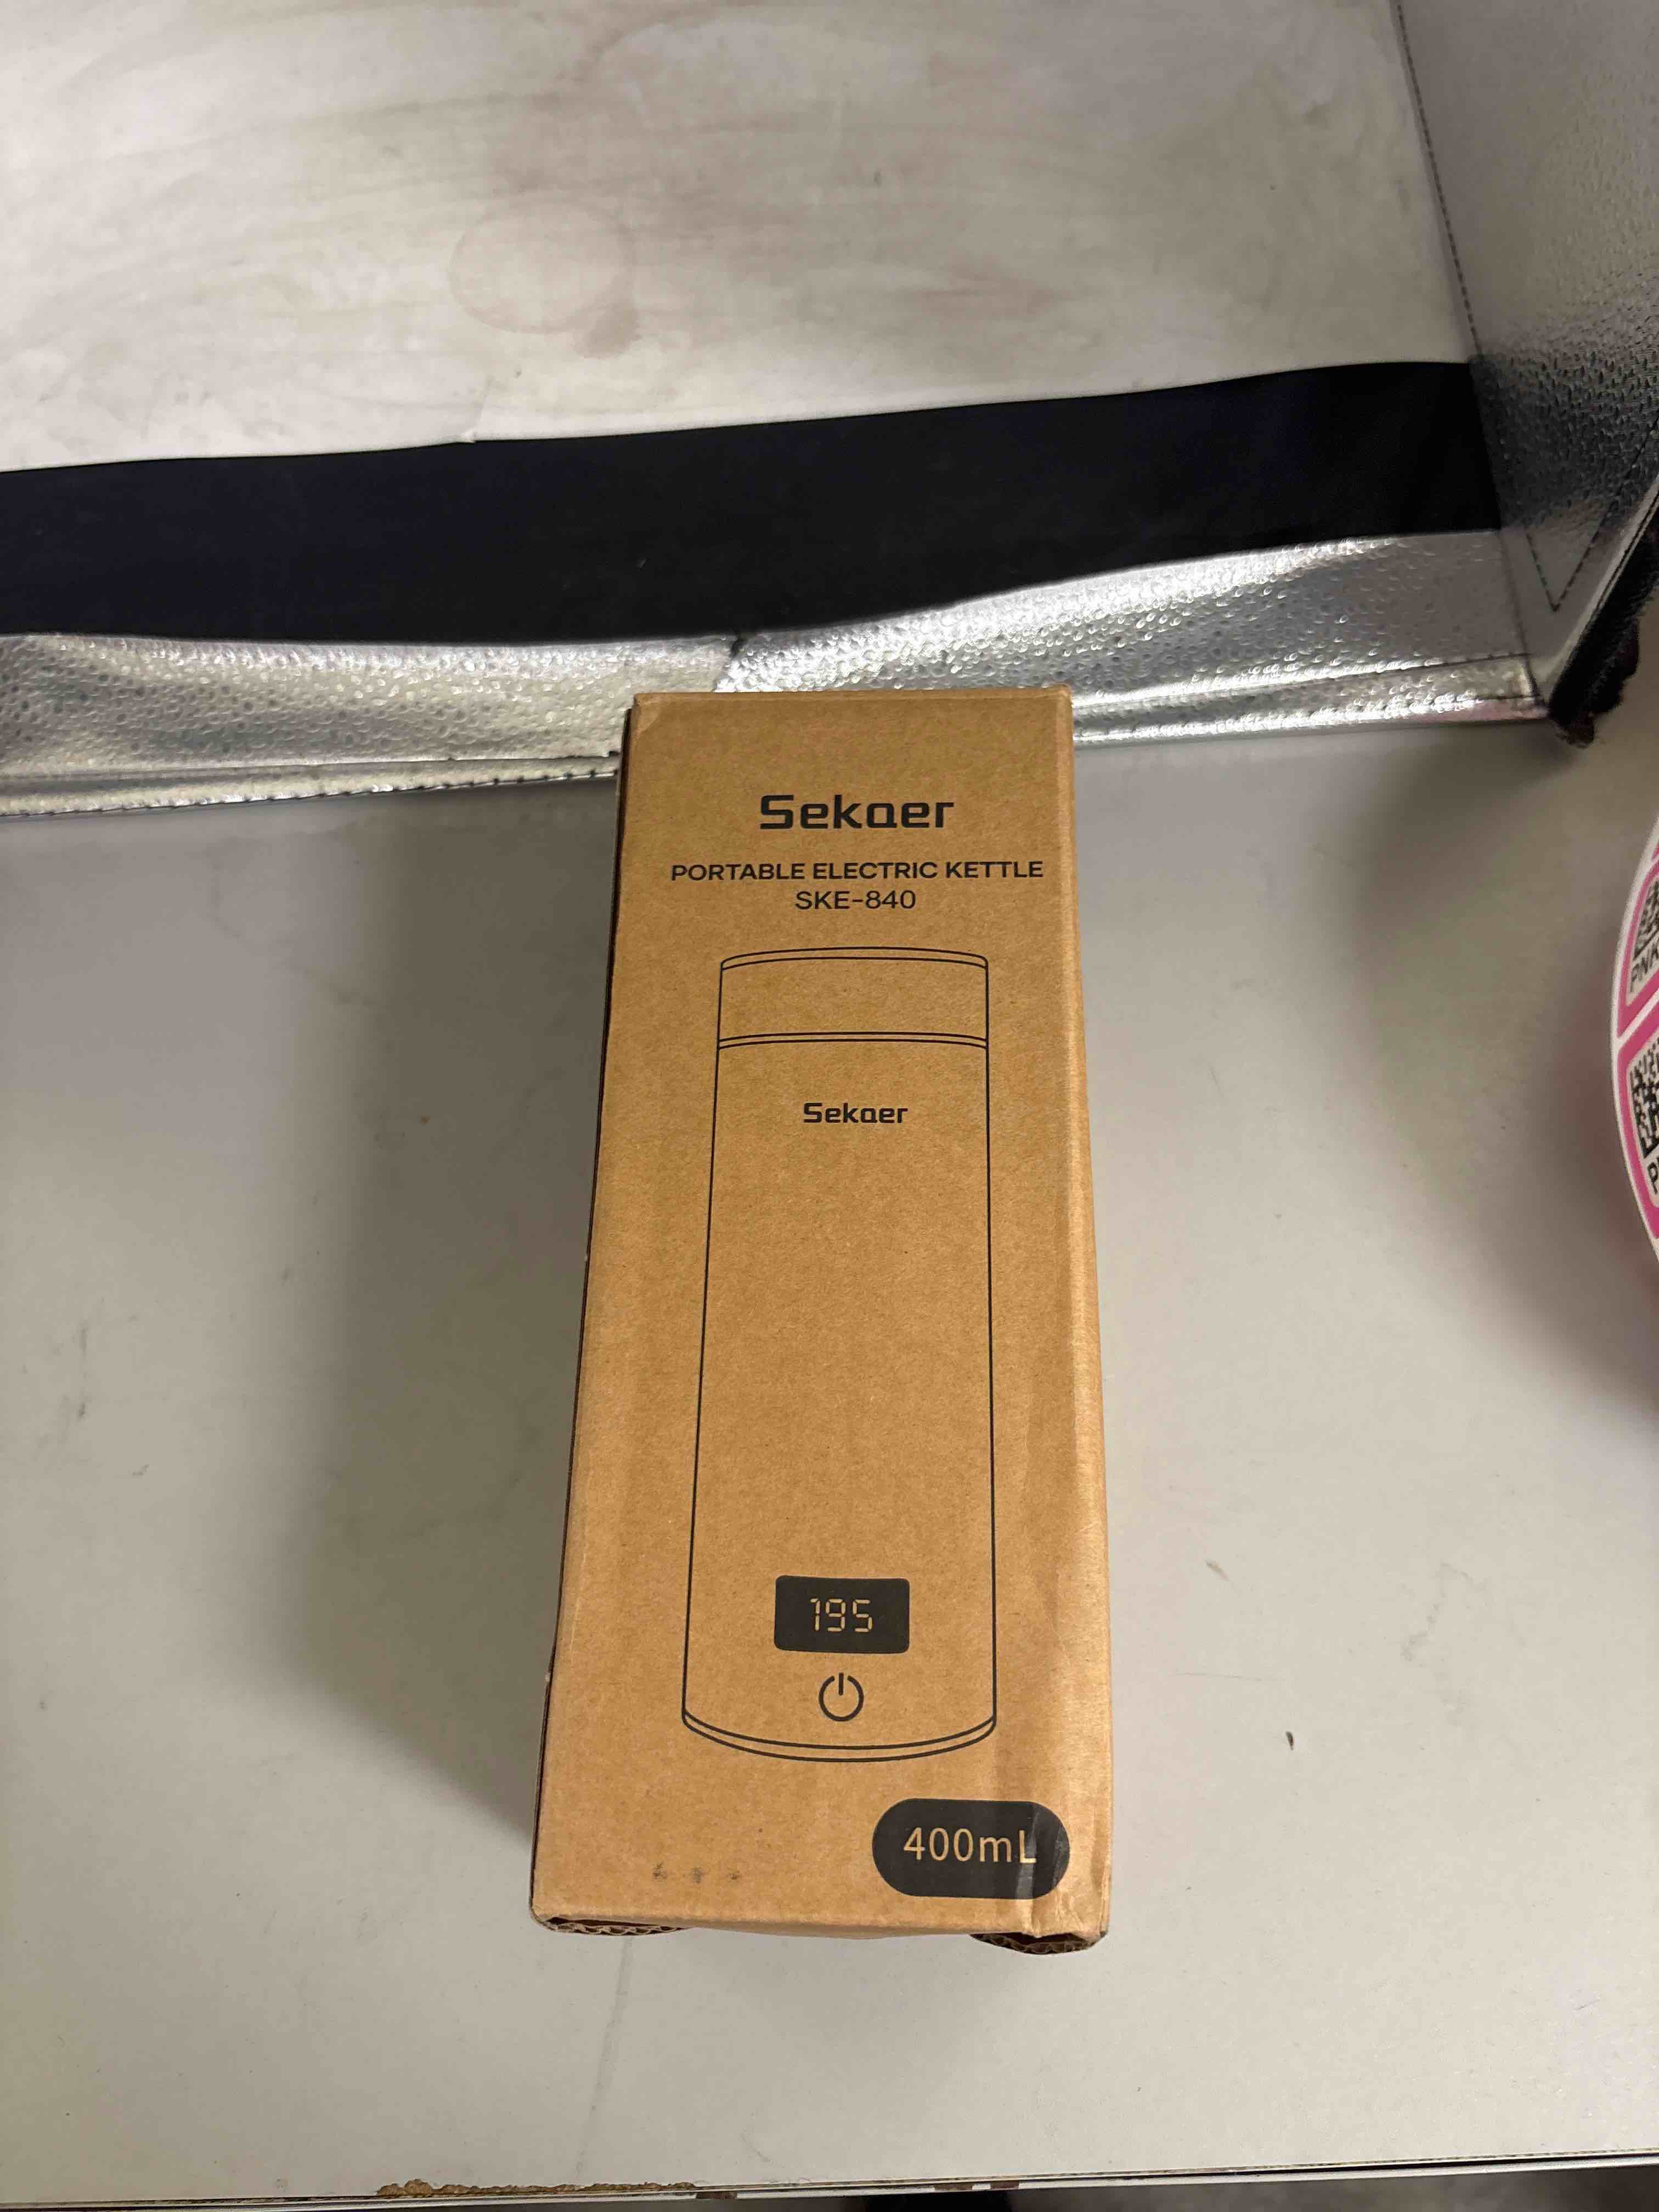 Sekaer
PORTABLE ELECTRIC KETTLE
SKE-840
Sekaer
195
400mL